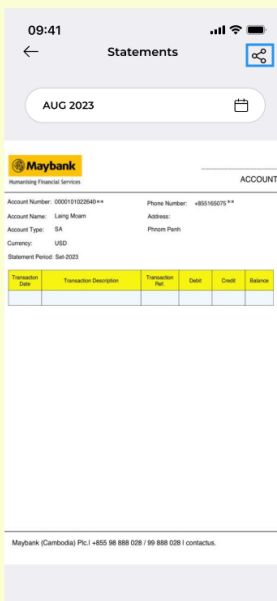 09:41
Statements
AUG 2023
Maybank
Humanising Financial Services
ACCOUNT
Account Number: 0000101022640**
Phone Number: +855165075**
Account Name: Laing Moam
Address:
Account Type: SA
Phnom Penh
Currency: USD
Statement Period: Set-2023
Transaction Date
Transaction Description
Transaction Ref.
Debit
Credit
Balance
Maybank (Cambodia) Plc.I +855 98 888 028 / 99 888 028 I contactus.